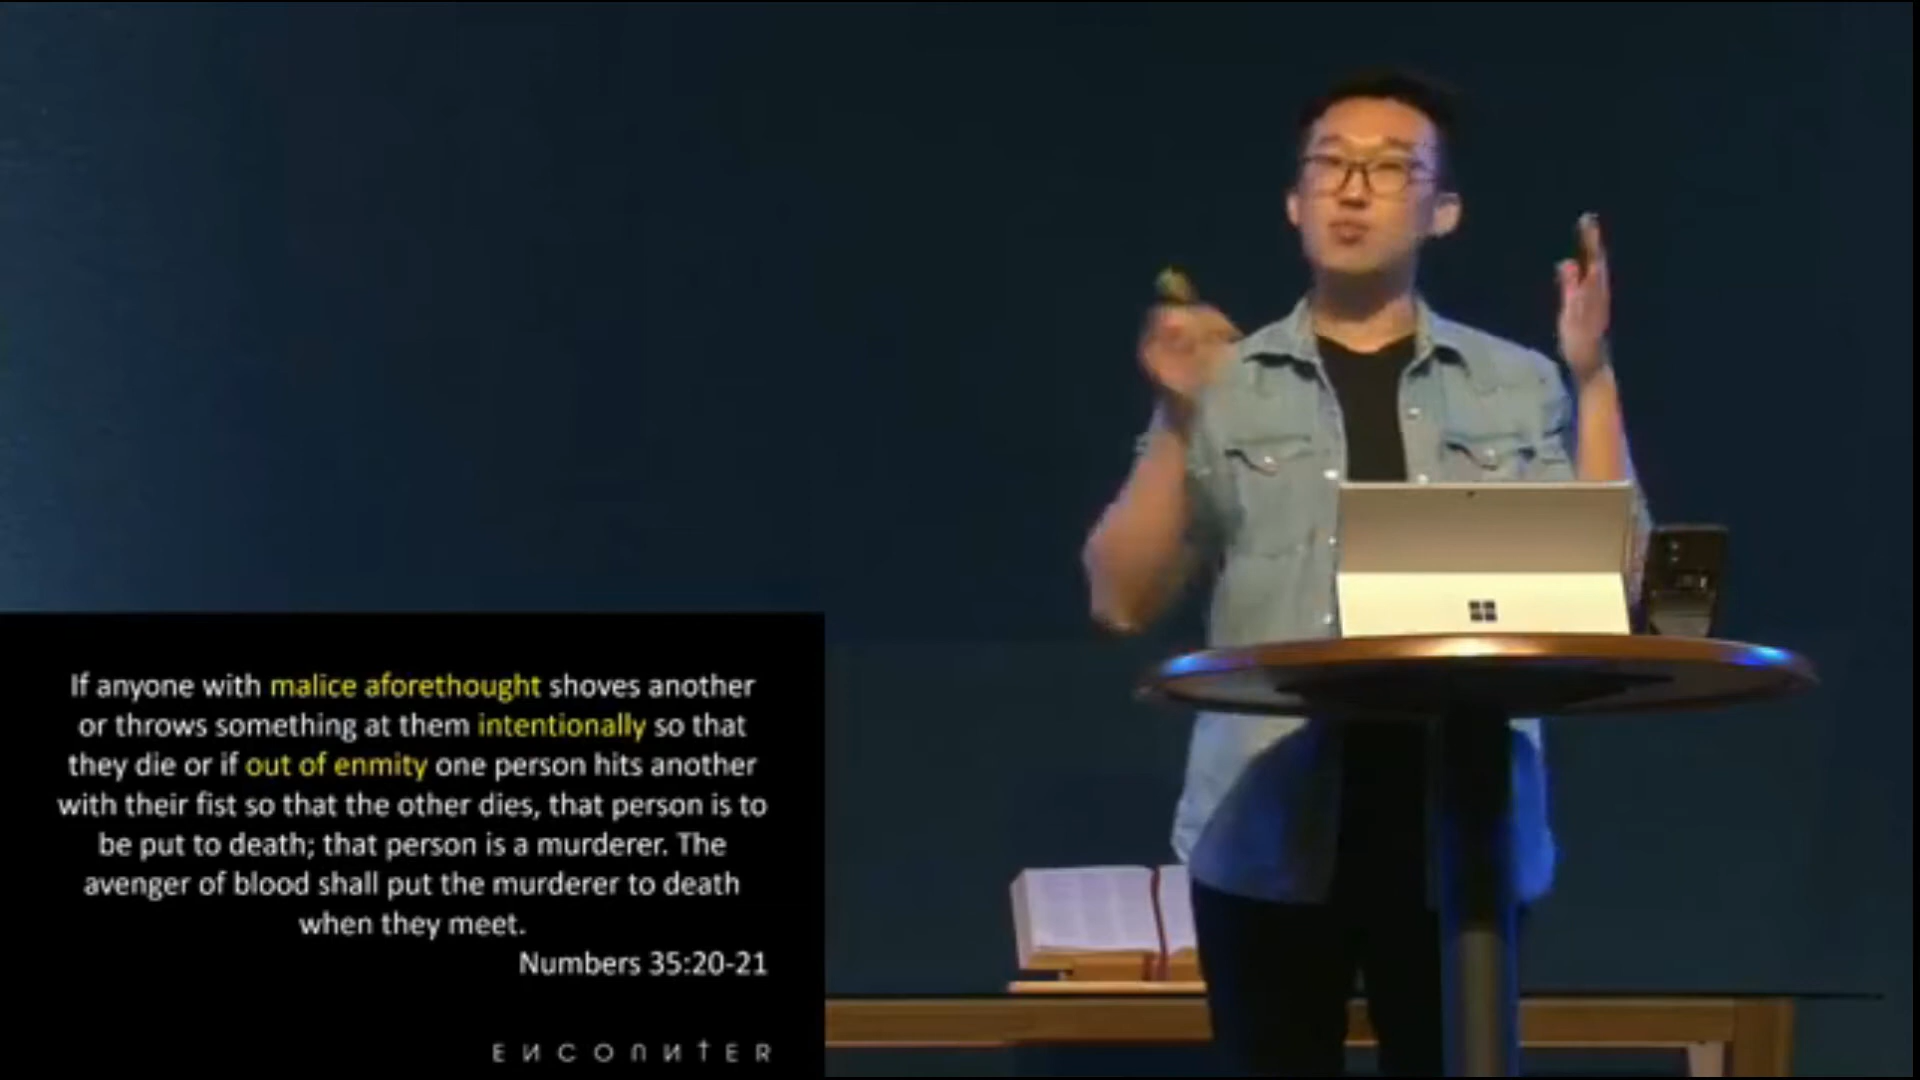 If anyone with malice aforethought shoves another
or throws something at them intentionally so that
they die or if out of enmity one person hits another
with their fist so that the other dies, that person is to
be put to death; that person is a murderer. The
avenger of blood shall put the murderer to death
when they meet.
Numbers 35:20-21
ENCOUNTER